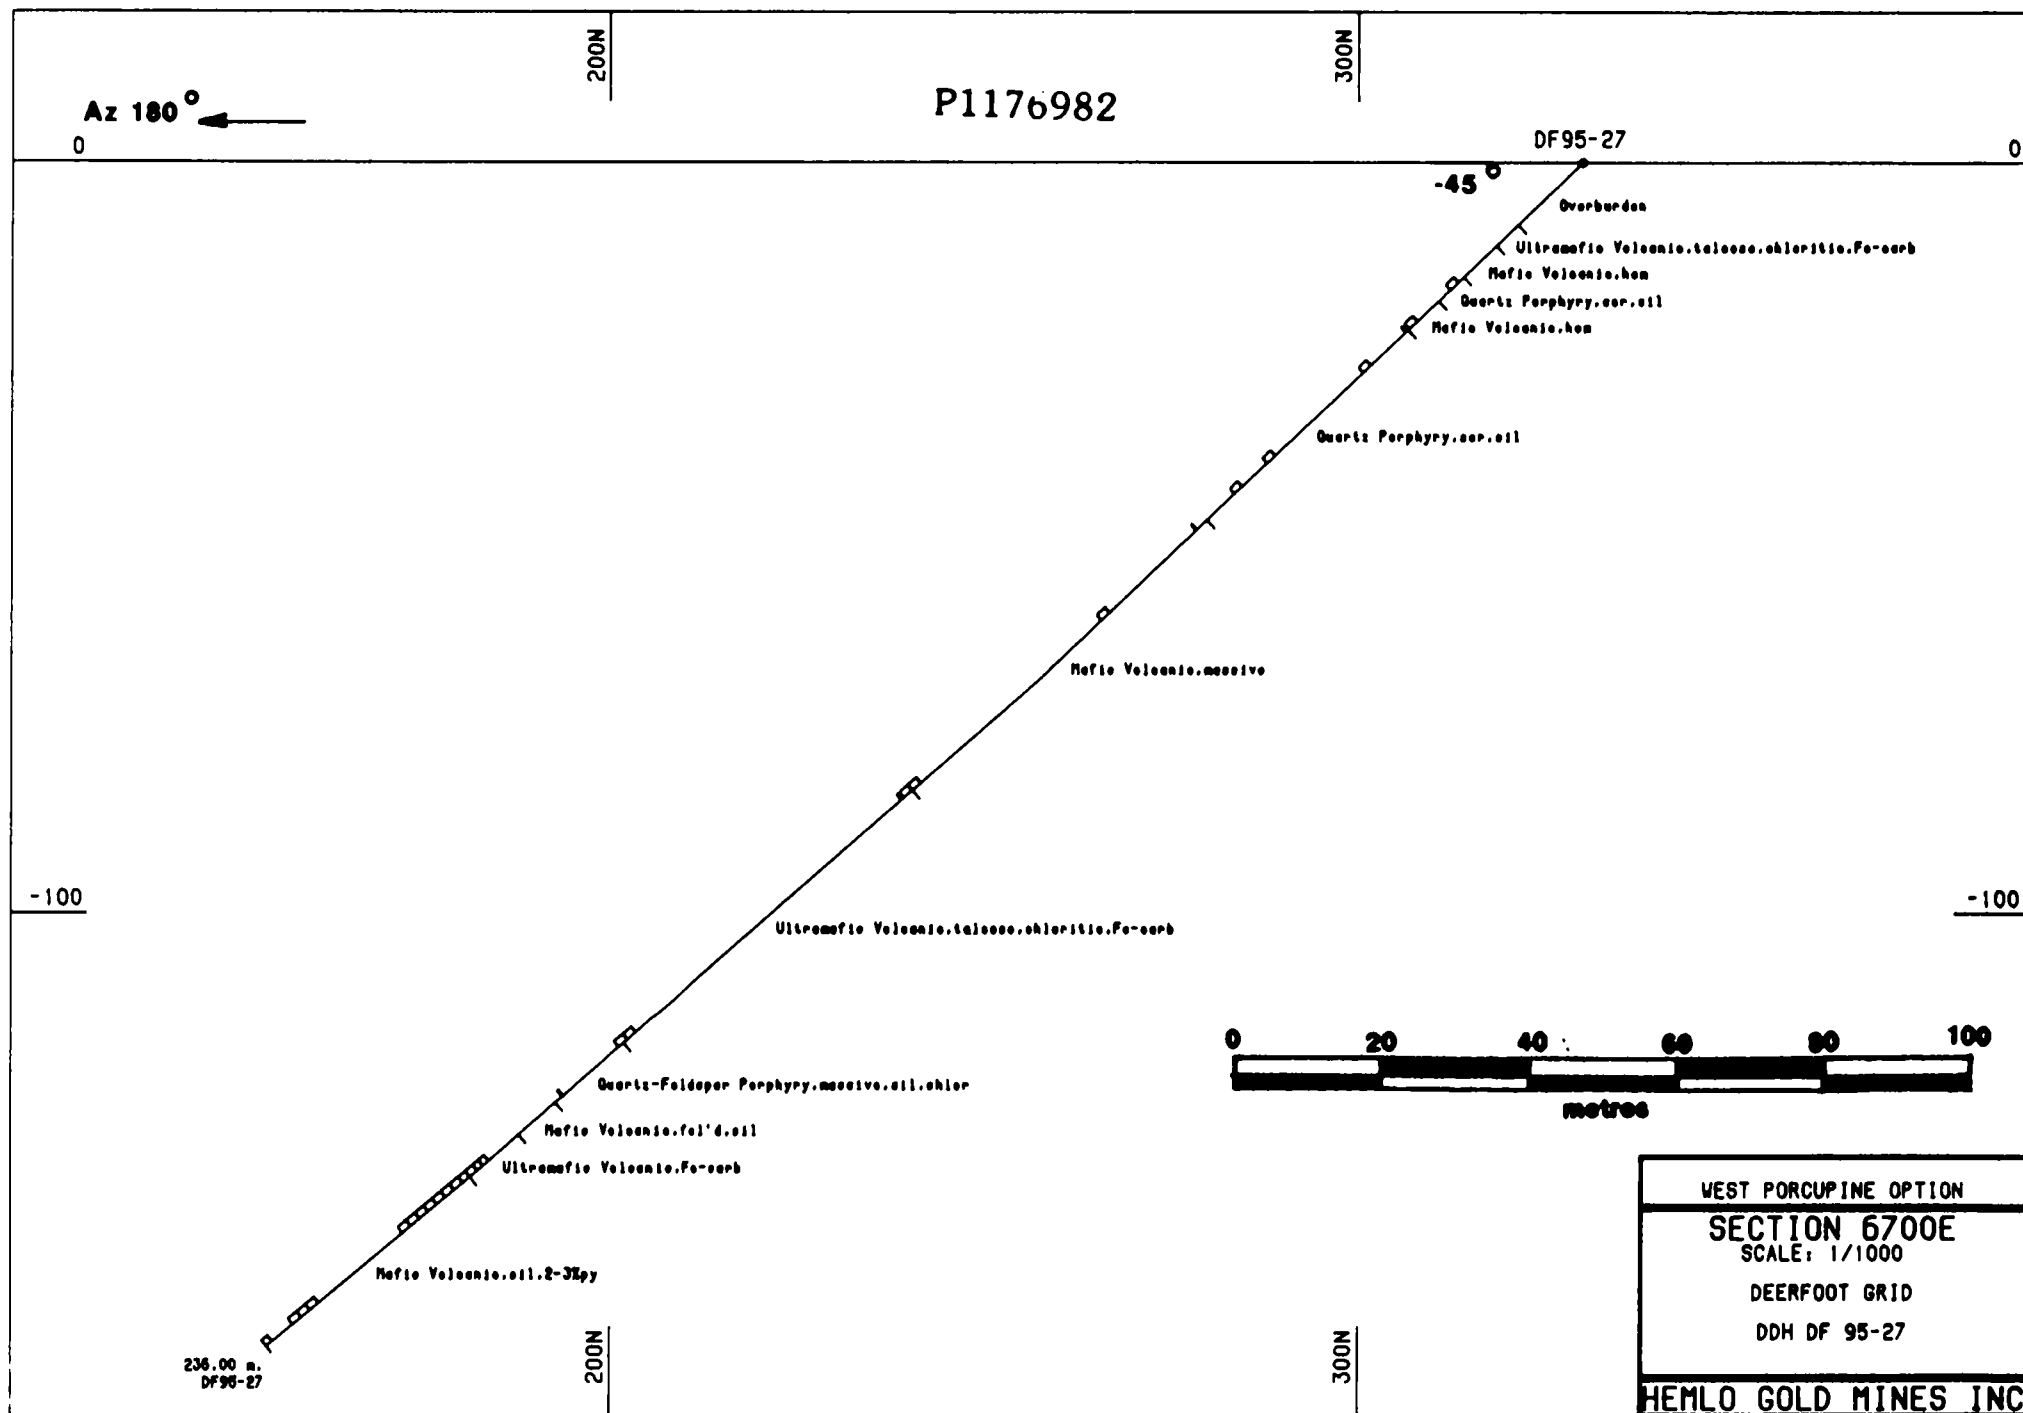 200N
300N
Az 180°
P1176982
0
DF95-27
0
-45°
Overburden
Ultramafic Volcanic,talcose,chloritic,Fe-carb
Mafic Volcanic,hem
Quartz Porphyry,ser,sil
Mafic Volcanic,hem
Quartz Porphyry,ser,sil
Mafic Volcanic,massive
-100
-100
Ultramafic Volcanic,talcose,chloritic,Fe-carb
0 20 40 60 80 100
metres
Quartz-Feldspar Porphyry,massive,sil,chlor
Mafic Volcanic,fol'd,sil
Ultramafic Volcanic,Fe-carb
Mafic Volcanic,sil,2-3%py
236.00 m.
DF95-27
200N
300N
WEST PORCUPINE OPTION
SECTION 6700E
SCALE: 1/1000
DEERFOOT GRID
DDH DF 95-27
HEMLO GOLD MINES INC